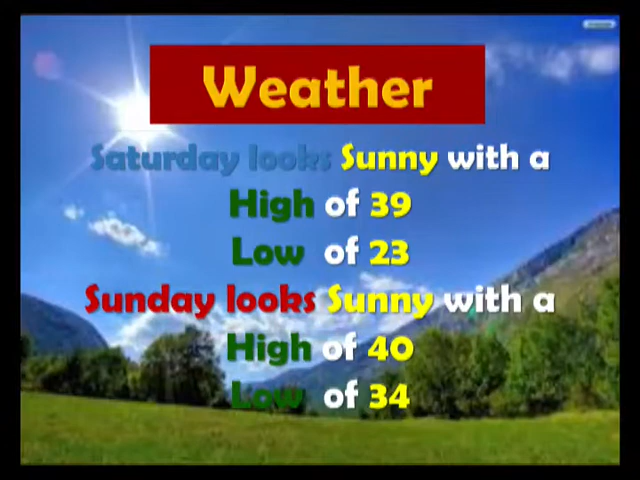 Weather
Saturday looks Sunny with a
High of 39
Low of 23
Sunday looks Sunny with a
High of 40
Low of 34